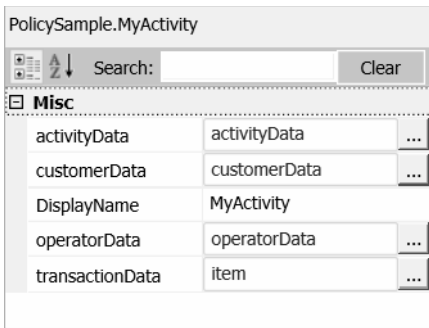 PolicySample.MyActivity
A Z Search: Clear
Misc
activityData activityData ...
customerData customerData ...
DisplayName MyActivity
operatorData operatorData ...
transactionData item ...